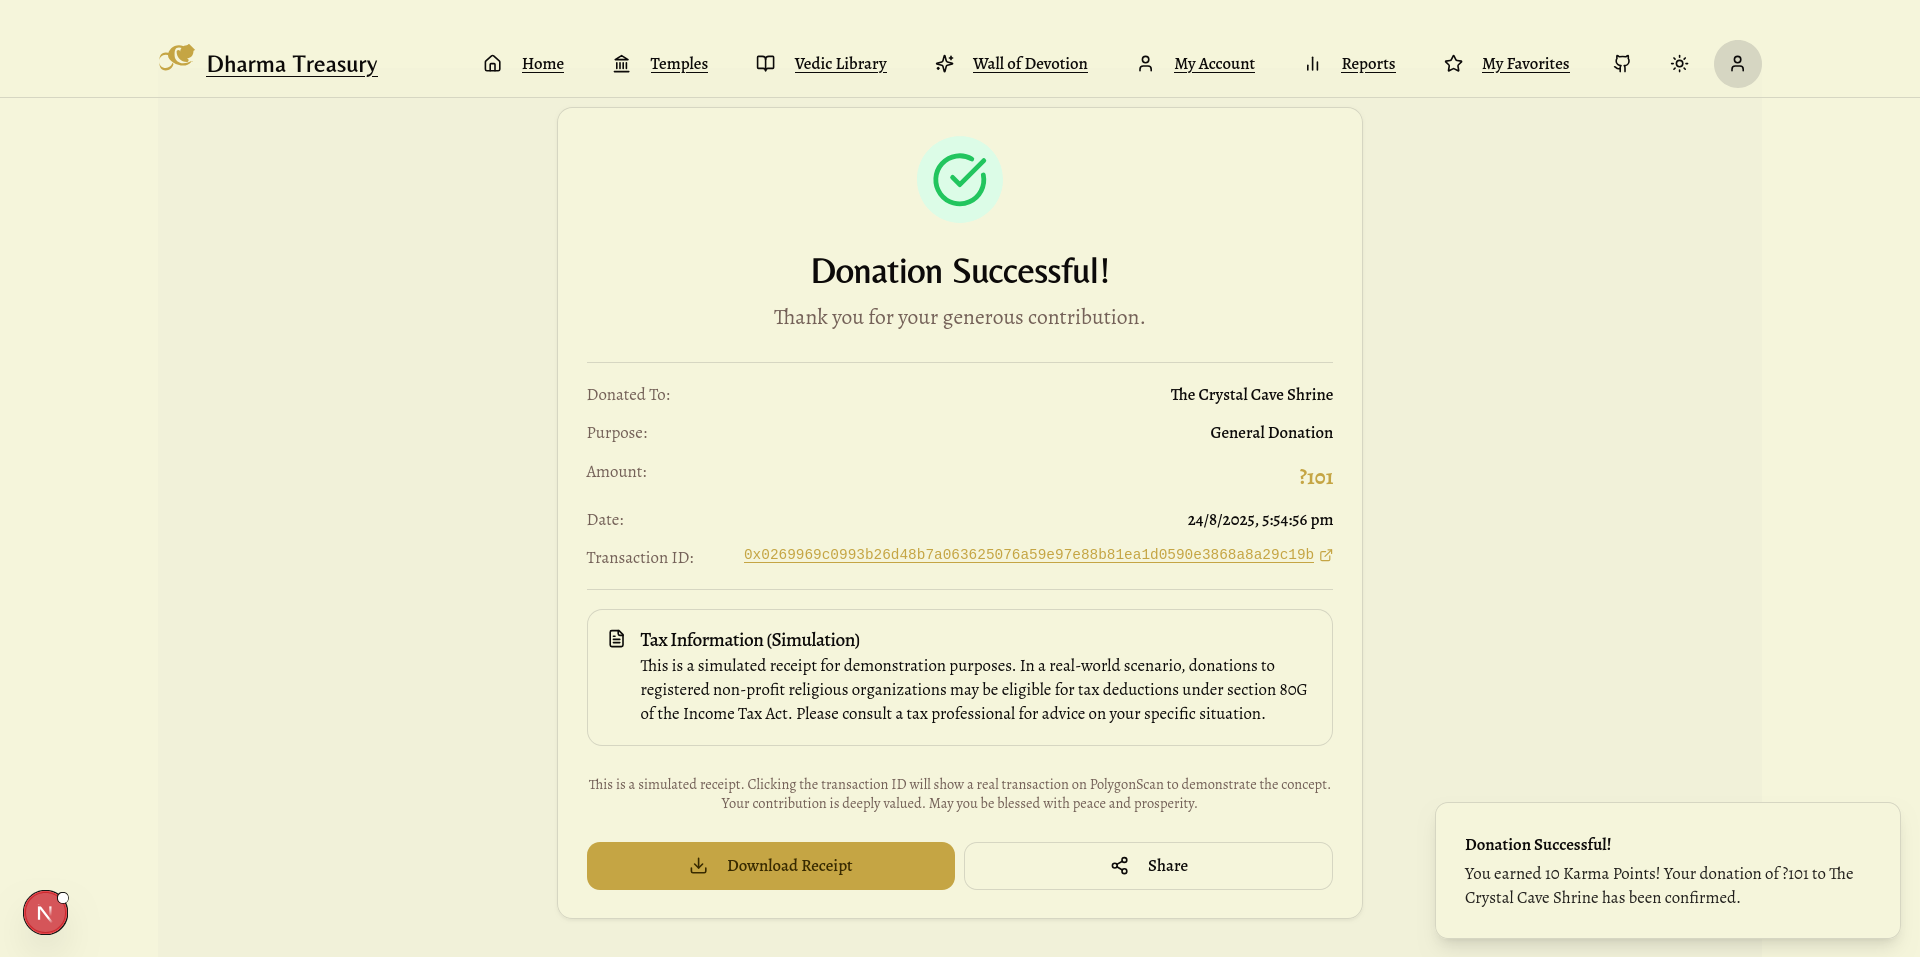 Dharma Treasury
Home
Temples
Vedic Library
Wall of Devotion
My Account
Reports
My Favorites
Donation Successful!
Thank you for your generous contribution.
Donated To: The Crystal Cave Shrine
Purpose: General Donation
Amount: ?101
Date: 24/8/2025, 5:54:56 pm
Transaction ID: 0x0269969c0993b26d48b7a063625076a59e97e88b81ea1d0590e3868a8a29c19b
Tax Information (Simulation)
This is a simulated receipt for demonstration purposes. In a real-world scenario, donations to
registered non-profit religious organizations may be eligible for tax deductions under section 80G
of the Income Tax Act. Please consult a tax professional for advice on your specific situation.
This is a simulated receipt. Clicking the transaction ID will show a real transaction on PolygonScan to demonstrate the concept.
Your contribution is deeply valued. May you be blessed with peace and prosperity.
Download Receipt
Share
Donation Successful!
You earned 10 Karma Points! Your donation of ?101 to The
Crystal Cave Shrine has been confirmed.
N